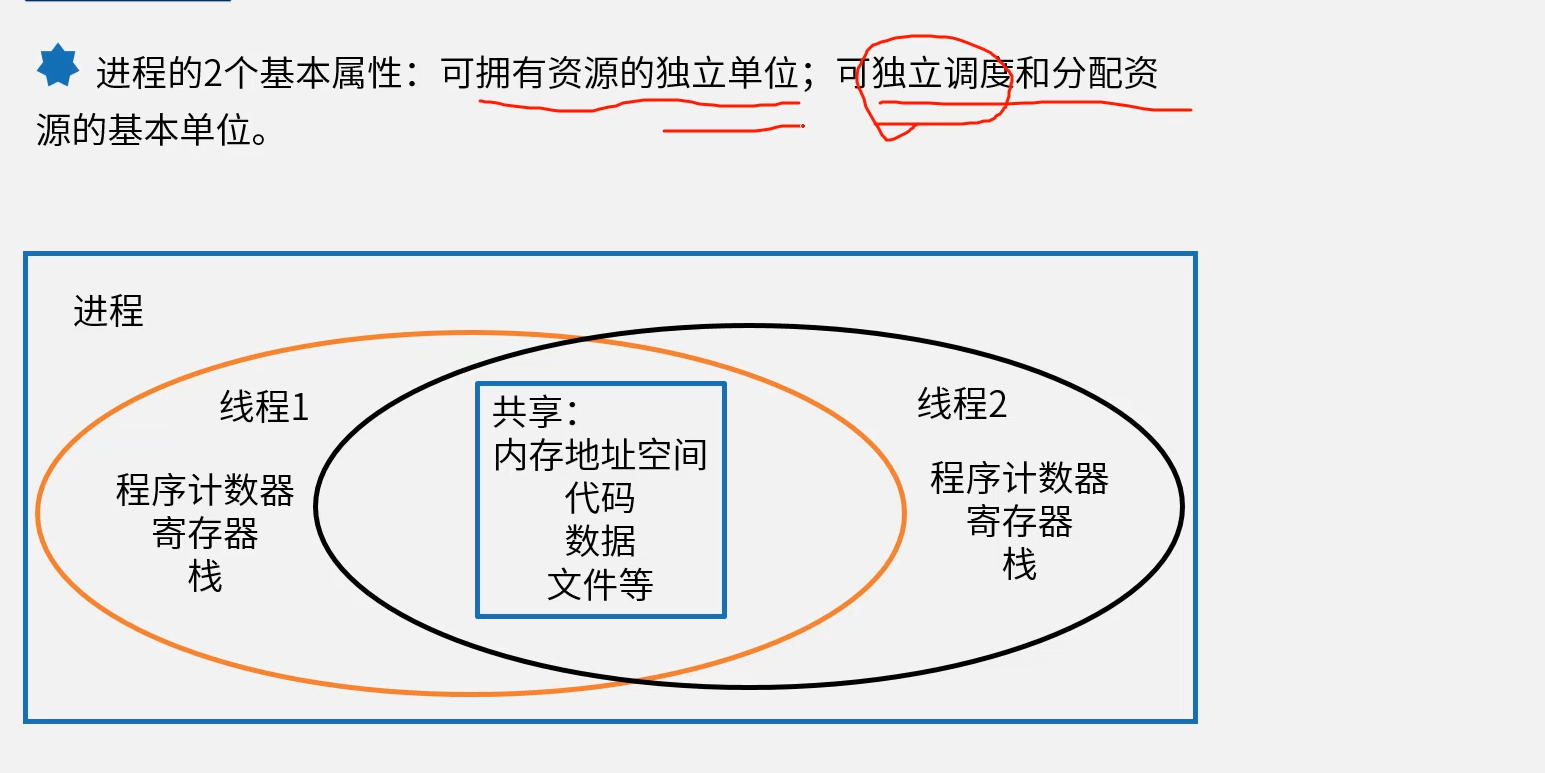 进程的2个基本属性：可拥有资源的独立单位；可独立调度和分配资
源的基本单位。
进程
线程1
程序计数器
寄存器
栈
共享：
内存地址空间
代码
数据
文件等
线程2
程序计数器
寄存器
栈